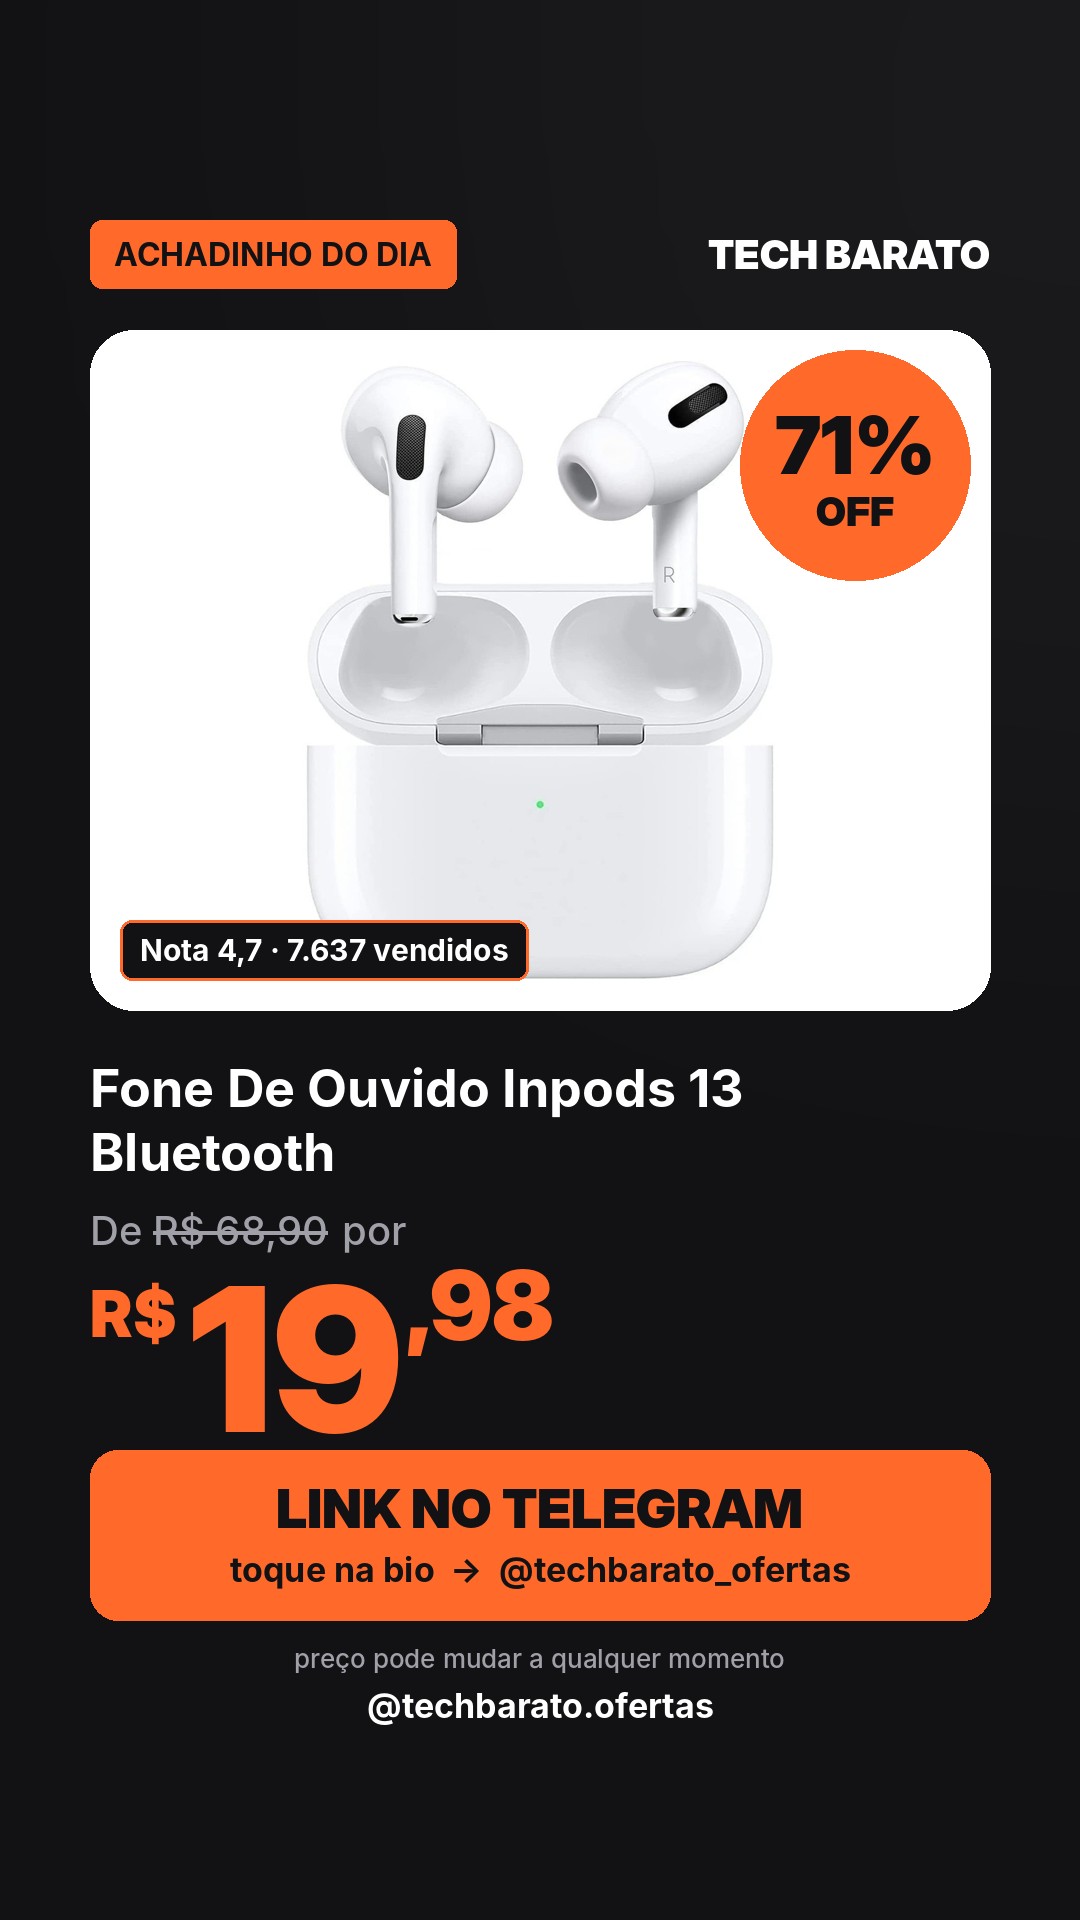 ACHADINHO DO DIA
TECH BARATO
71%
OFF
R
Nota 4,7 · 7.637 vendidos
Fone De Ouvido Inpods 13
Bluetooth
De R$ 68,90 por
R$ 19,98
LINK NO TELEGRAM
toque na bio → @techbarato_ofertas
preço pode mudar a qualquer momento
@techbarato.ofertas